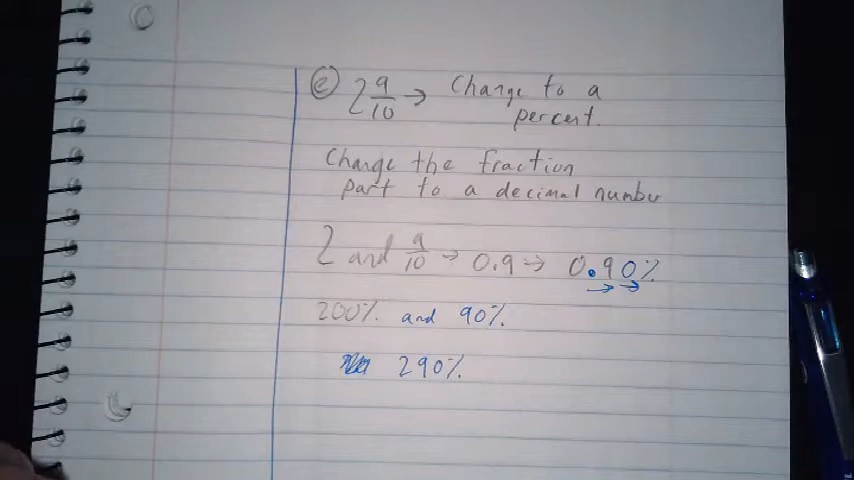 (e) 2 9/10 → Change to a
percent.
Change the fraction
part to a decimal number
2 and 9/10 → 0.9 → 0.90%
200% and 90%
290%